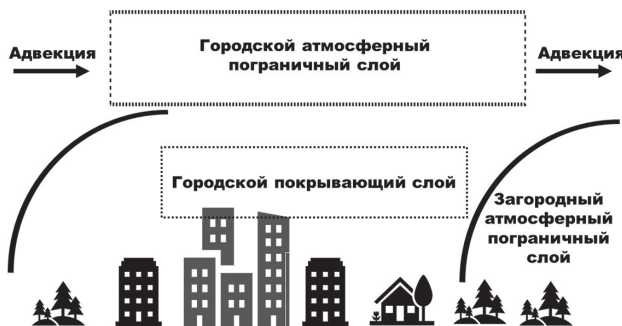 Адвекция
Городской атмосферный
пограничный слой
Адвекция
Городской покрывающий слой
Загородный
атмосферный
пограничный
слой